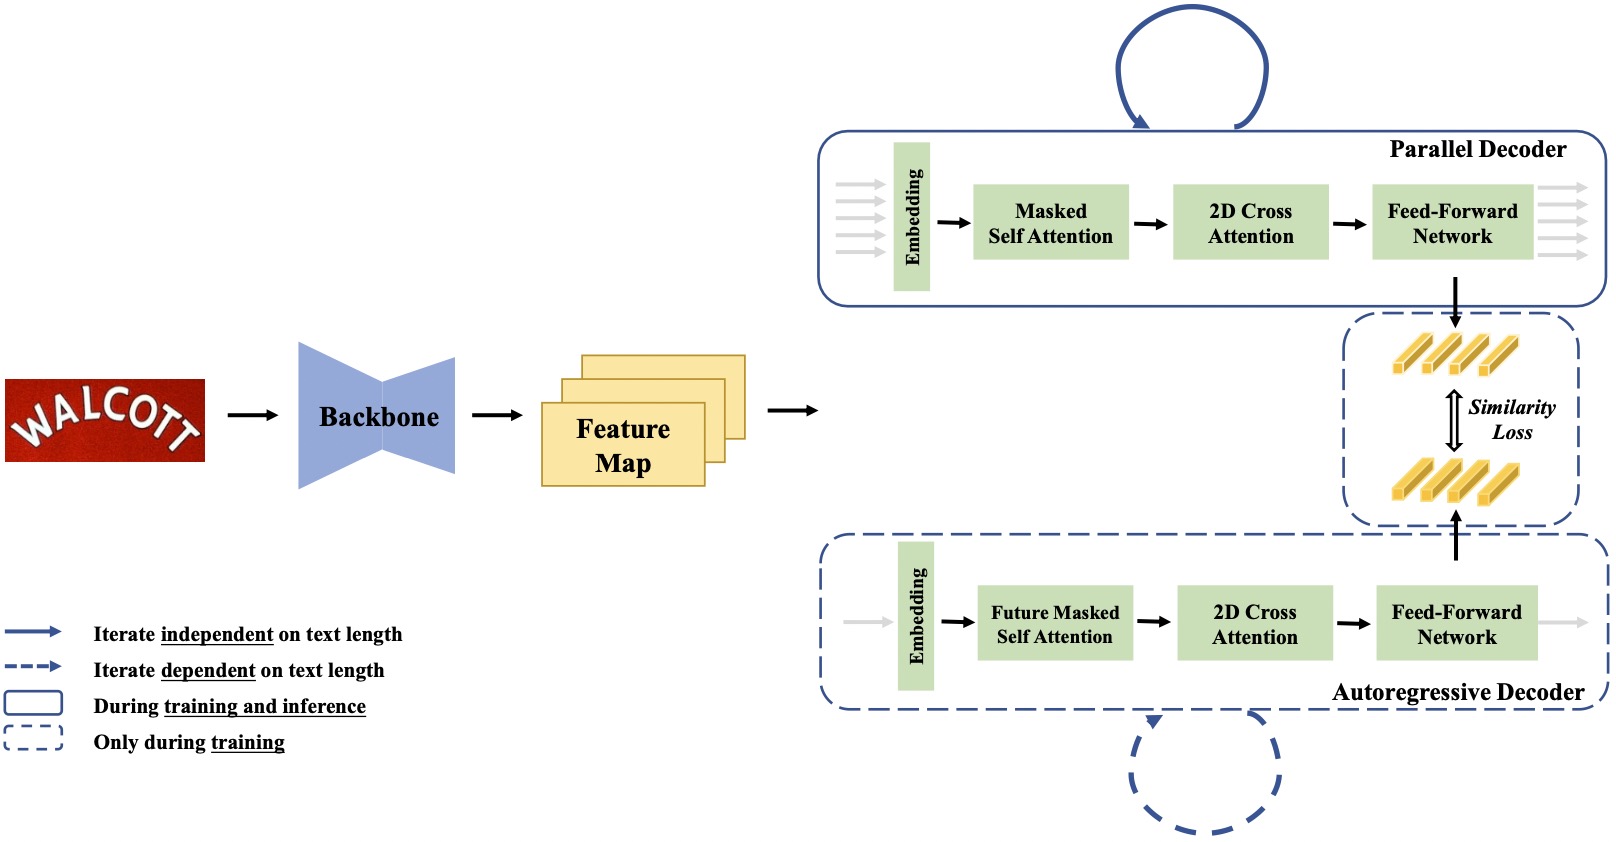 Parallel Decoder
Embedding
Masked
Self Attention
2D Cross
Attention
Feed-Forward
Network
WALCOTT
Backbone
Feature
Map
Similarity
Loss
Embedding
Future Masked
Self Attention
2D Cross
Attention
Feed-Forward
Network
Autoregressive Decoder
Iterate independent on text length
Iterate dependent on text length
During training and inference
Only during training